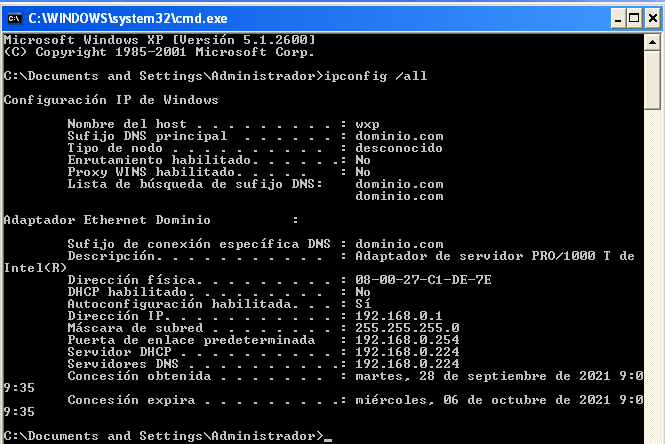 C:\WINDOWS\system32\cmd.exe
Microsoft Windows XP [Versión 5.1.2600]
(C) Copyright 1985-2001 Microsoft Corp.
C:\Documents and Settings\Administrador>ipconfig /all
Configuración IP de Windows
Nombre del host . . . . . . . . . : wxp
Sufijo DNS principal . . . . . . : dominio.com
Tipo de nodo . . . . . . . . . . : desconocido
Enrutamiento habilitado. . . . . .: No
Proxy WINS habilitado. . . . . : No
Lista de búsqueda de sufijo DNS: dominio.com
dominio.com
Adaptador Ethernet Dominio :
Sufijo de conexión específica DNS : dominio.com
Descripción. . . . . . . . . . . : Adaptador de servidor PRO/1000 T de
Intel(R)
Dirección física. . . . . . . . . : 08-00-27-C1-DE-7E
DHCP habilitado. . . . . . . . . : No
Autoconfiguración habilitada. . . : Sí
Dirección IP. . . . . . . . . . . : 192.168.0.1
Máscara de subred . . . . . . . . : 255.255.255.0
Puerta de enlace predeterminada : 192.168.0.254
Servidor DHCP . . . . . . . . . . : 192.168.0.224
Servidores DNS . . . . . . . . . .: 192.168.0.224
Concesión obtenida . . . . . . . : martes, 28 de septiembre de 2021 9:0
9:35
Concesión expira . . . . . . . . .: miércoles, 06 de octubre de 2021 9:0
9:35
C:\Documents and Settings\Administrador>_